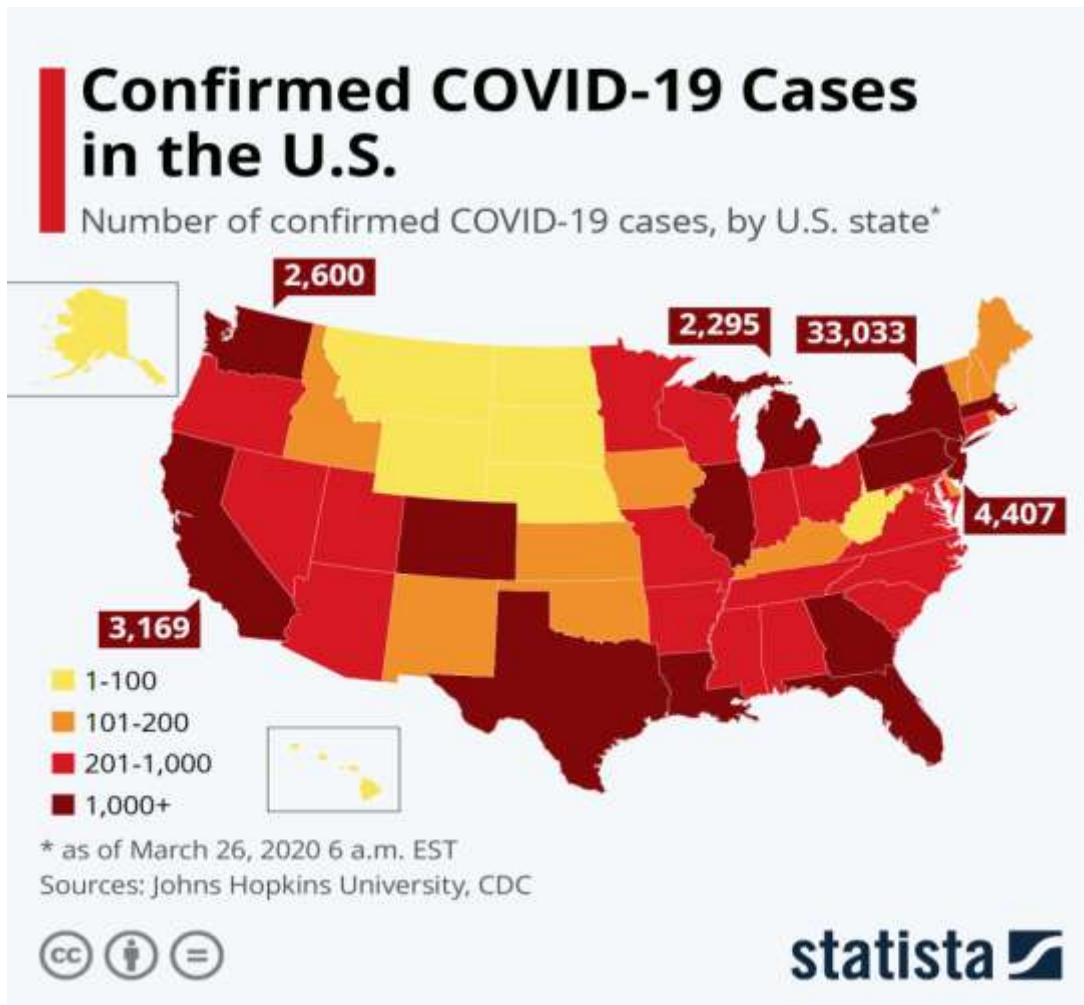 Confirmed COVID-19 Cases
in the U.S.
Number of confirmed COVID-19 cases, by U.S. state*
2,600
2,295
33,033
4,407
3,169
1-100
101-200
201-1,000
1,000+
* as of March 26, 2020 6 a.m. EST
Sources: Johns Hopkins University, CDC
cc
=
statista